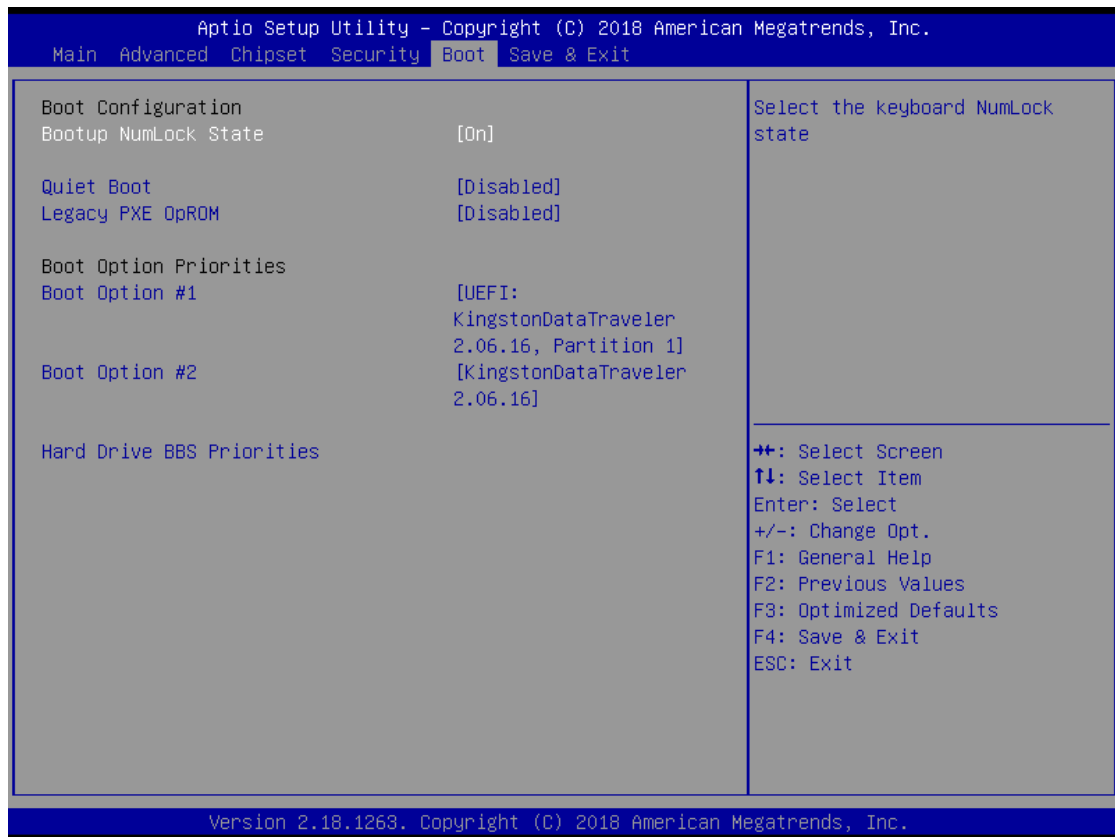 Aptio Setup Utility – Copyright (C) 2018 American Megatrends, Inc.
Main Advanced Chipset Security Boot Save & Exit
Boot Configuration
Bootup NumLock State [On]
Quiet Boot [Disabled]
Legacy PXE OpROM [Disabled]
Boot Option Priorities
Boot Option #1 [UEFI:
KingstonDataTraveler
2.06.16, Partition 1]
Boot Option #2 [KingstonDataTraveler
2.06.16]
Hard Drive BBS Priorities
Select the keyboard NumLock
state
→←: Select Screen
↑↓: Select Item
Enter: Select
+/-: Change Opt.
F1: General Help
F2: Previous Values
F3: Optimized Defaults
F4: Save & Exit
ESC: Exit
Version 2.18.1263. Copyright (C) 2018 American Megatrends, Inc.